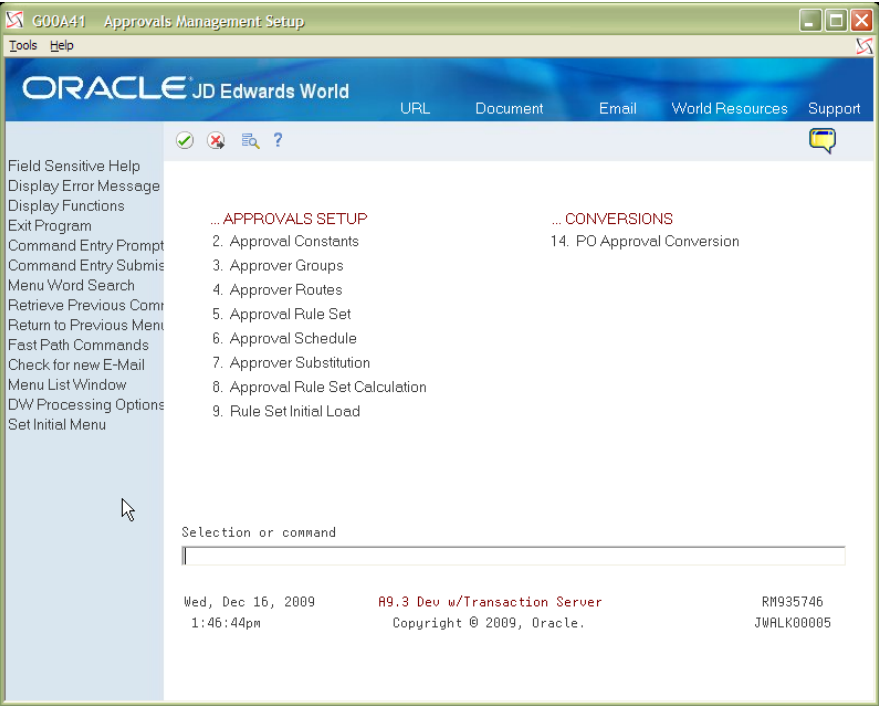 G00A41 Approvals Management Setup
Tools Help
ORACLE JD Edwards World
URL Document Email World Resources Support
?
Field Sensitive Help
Display Error Message
Display Functions
Exit Program
Command Entry Prompt
Command Entry Submis
Menu Word Search
Retrieve Previous Comm
Return to Previous Menu
Fast Path Commands
Check for new E-Mail
Menu List Window
DW Processing Options
Set Initial Menu
... APPROVALS SETUP
2. Approval Constants
3. Approver Groups
4. Approver Routes
5. Approval Rule Set
6. Approval Schedule
7. Approver Substitution
8. Approval Rule Set Calculation
9. Rule Set Initial Load
... CONVERSIONS
14. PO Approval Conversion
Selection or command
Wed, Dec 16, 2009 A9.3 Dev w/Transaction Server RM935746
1:46:44pm Copyright © 2009, Oracle. JWALK00005